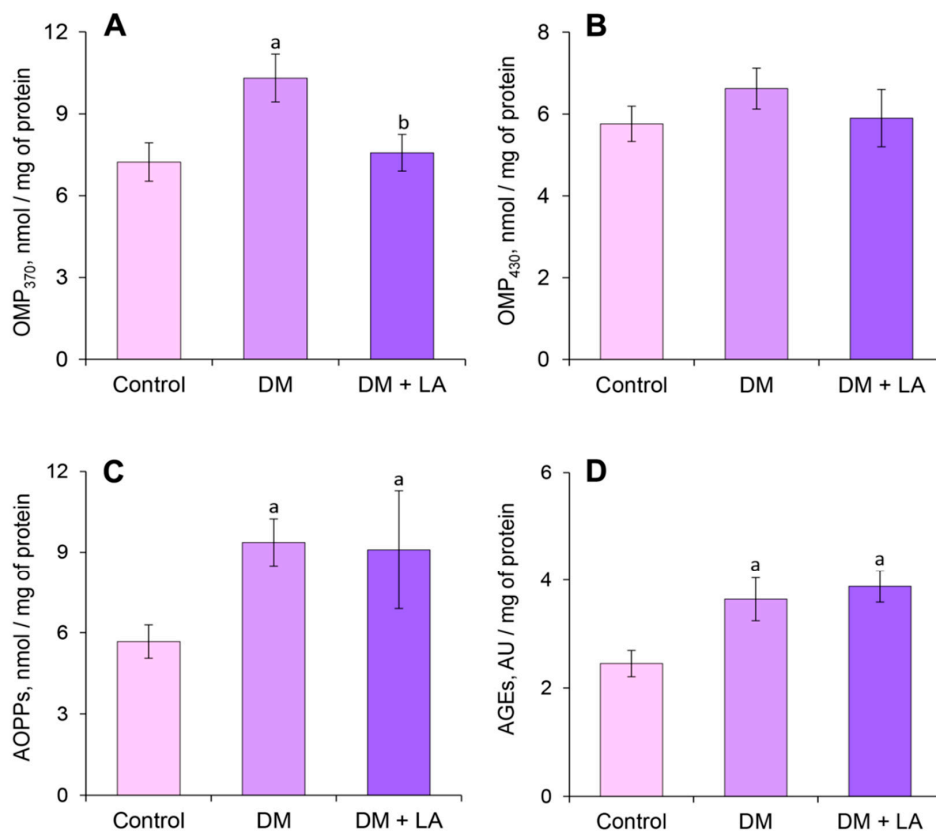 A
OMP370, nmol / mg of protein
12
9
6
3
0
a
b
Control DM DM + LA
B
OMP430, nmol / mg of protein
8
6
4
2
0
Control DM DM + LA
C
AOPPs, nmol / mg of protein
12
9
6
3
0
a
a
Control DM DM + LA
D
AGEs, AU / mg of protein
6
4
2
0
a
a
Control DM DM + LA